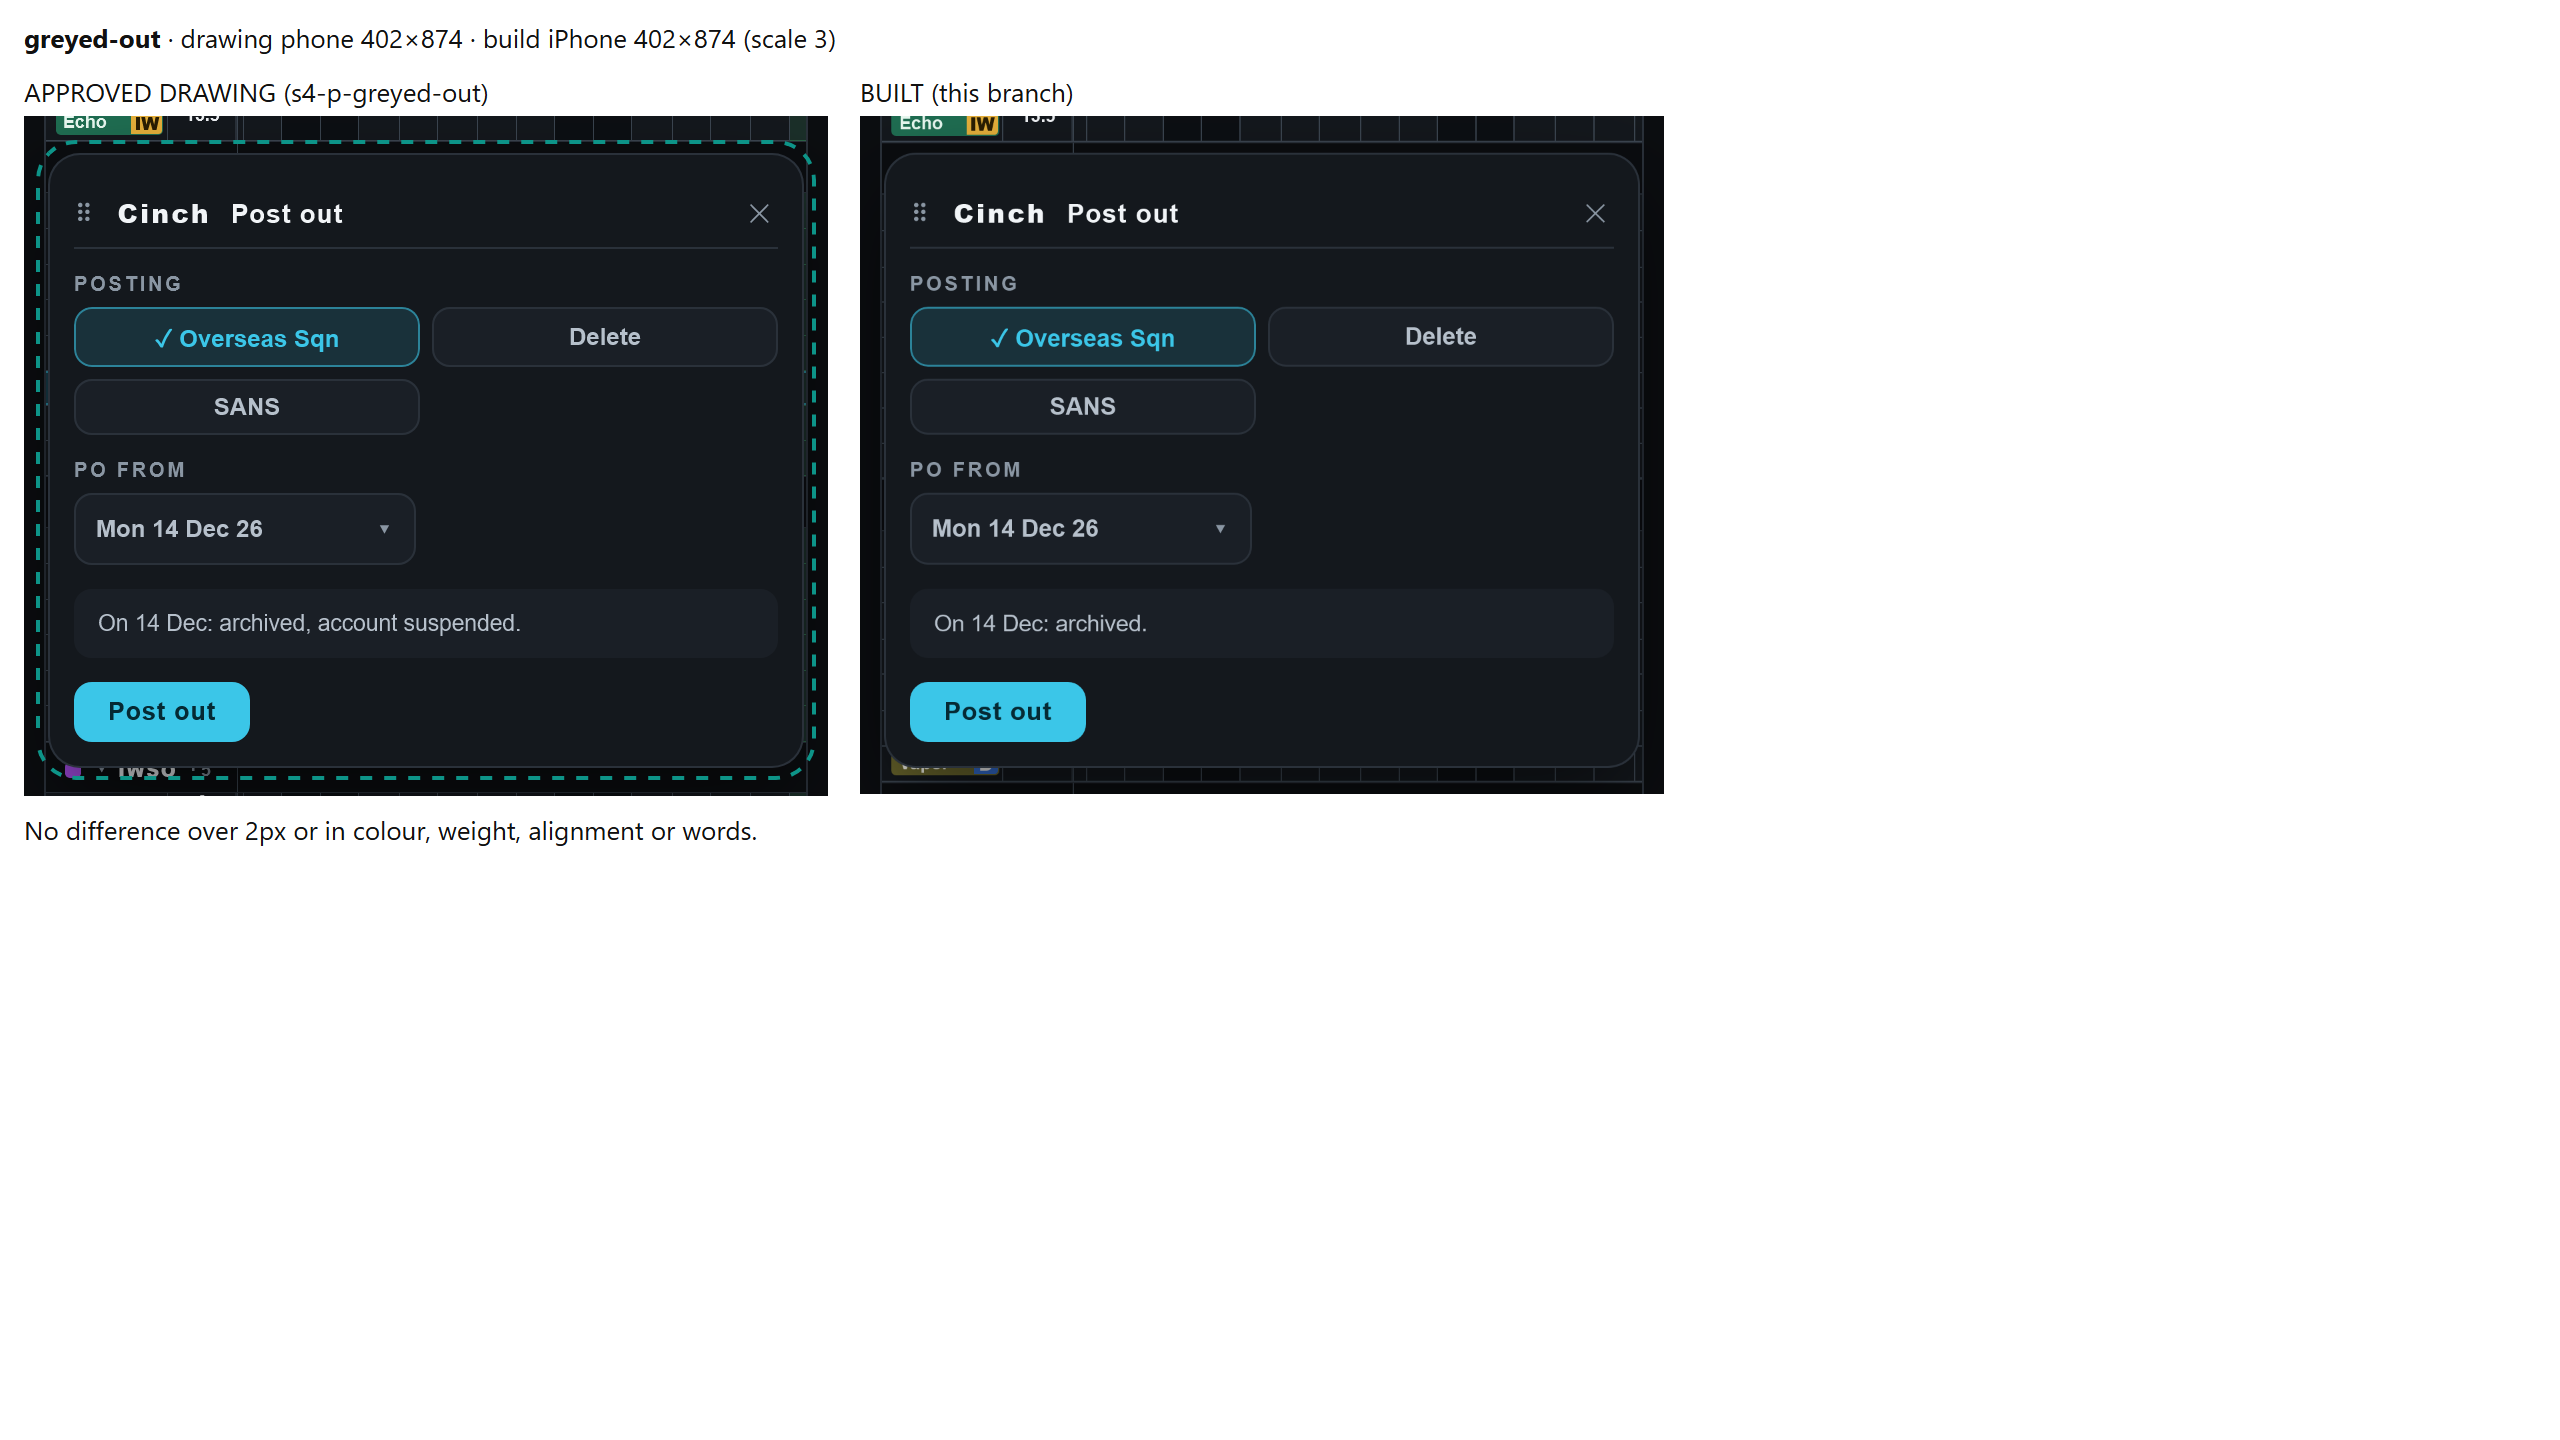 greyed-out · drawing phone 402×874 · build iPhone 402×874 (scale 3)
APPROVED DRAWING (s4-p-greyed-out)
BUILT (this branch)
Echo IW
Echo IW
Cinch Post out
POSTING
✓ Overseas Sqn
Delete
SANS
PO FROM
Mon 14 Dec 26 ▼
On 14 Dec: archived, account suspended.
Post out
Cinch Post out
POSTING
✓ Overseas Sqn
Delete
SANS
PO FROM
Mon 14 Dec 26 ▼
On 14 Dec: archived.
Post out
No difference over 2px or in colour, weight, alignment or words.